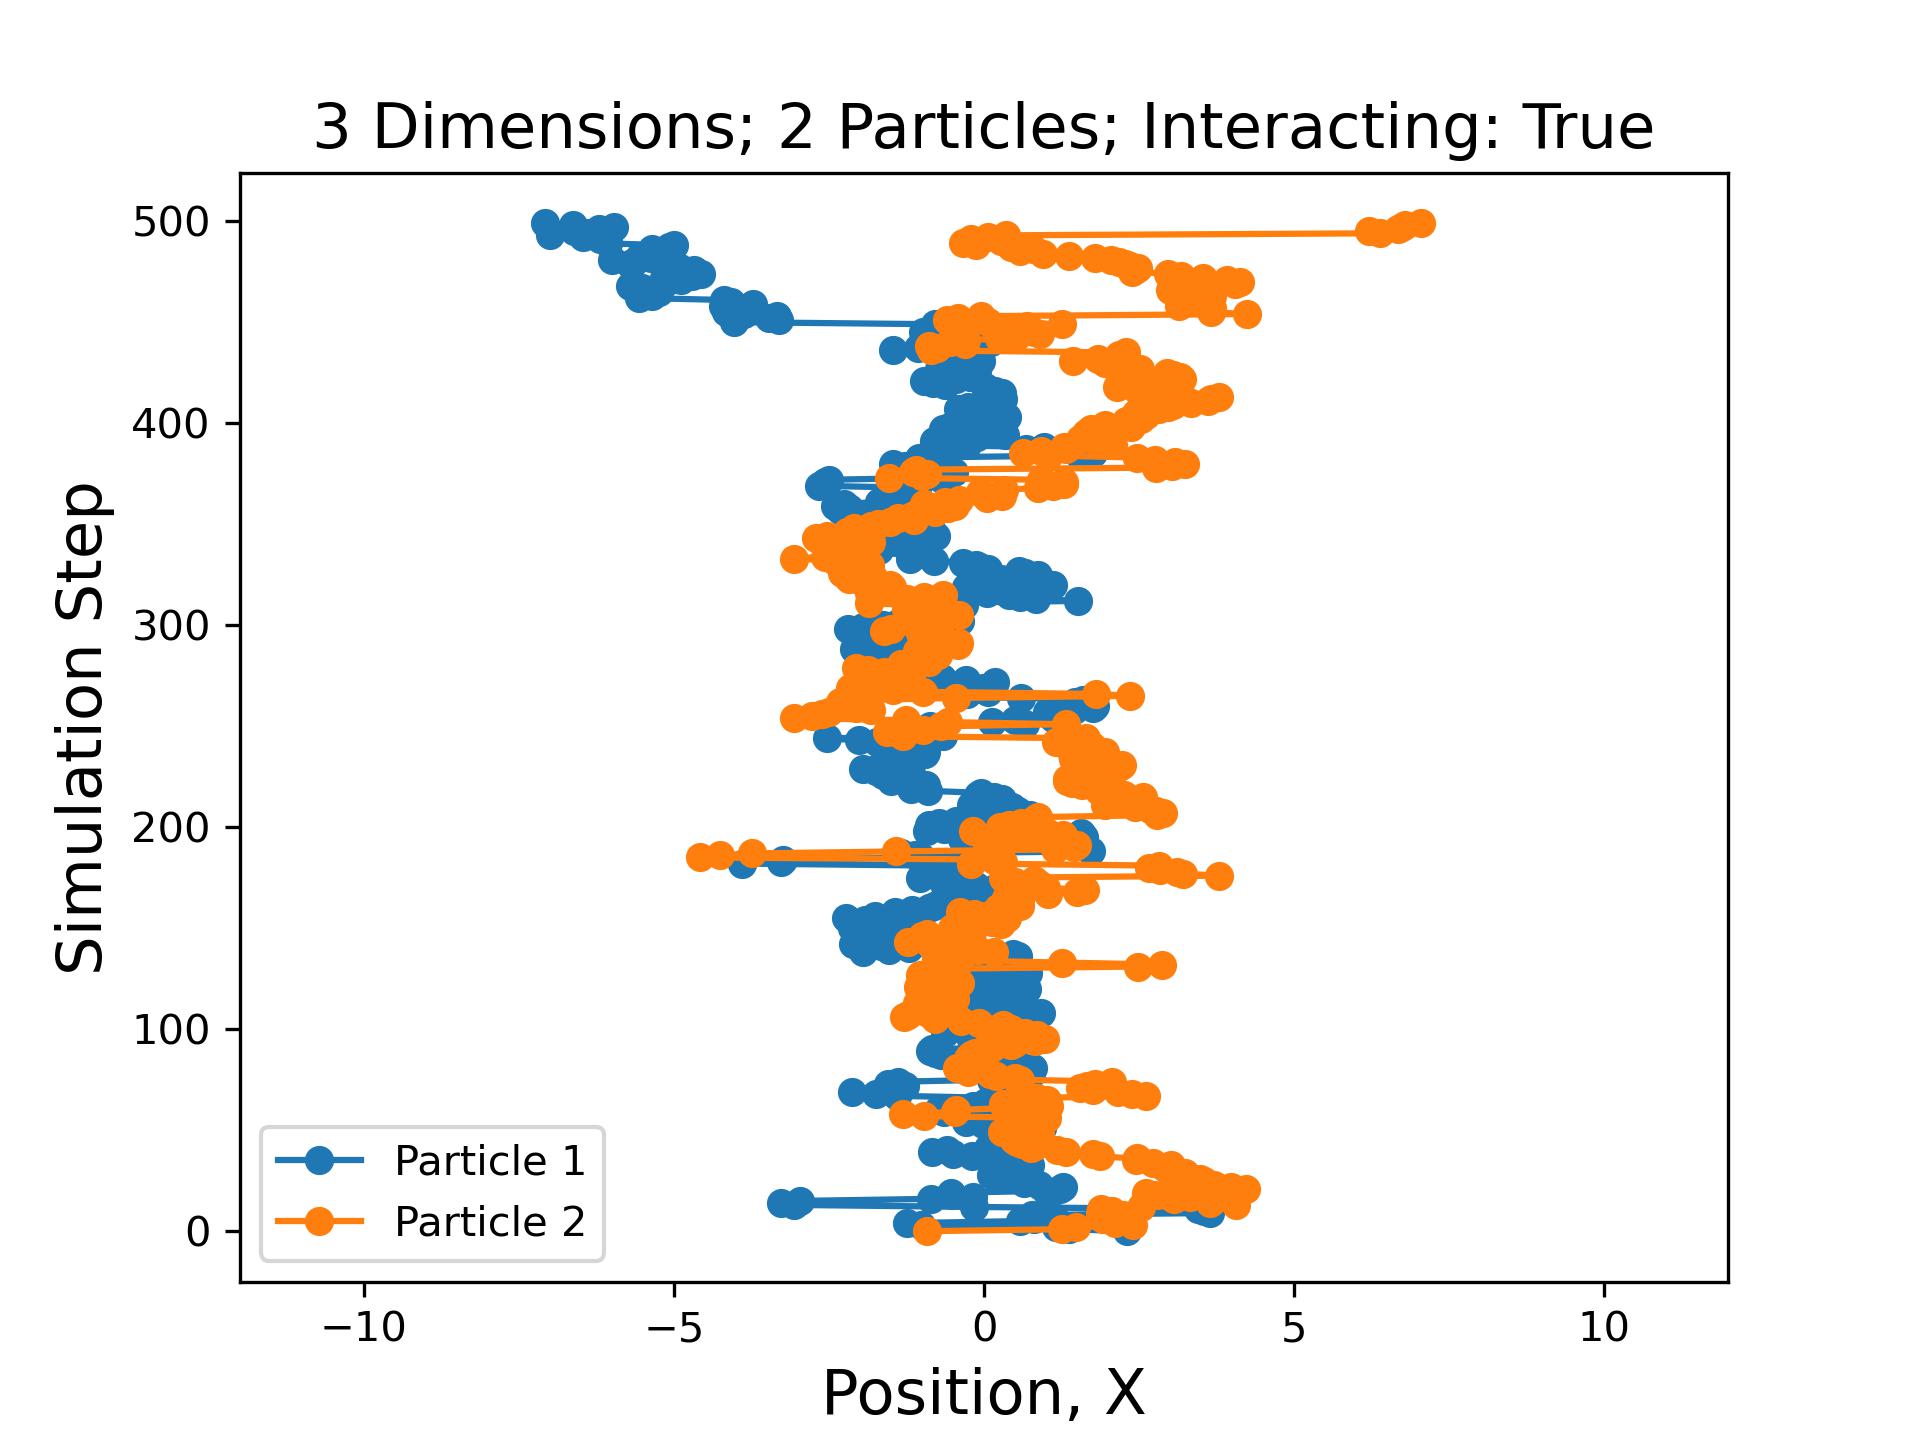 3 Dimensions; 2 Particles; Interacting: True
Simulation Step
500
400
300
200
100
0
Particle 1
Particle 2
−10
−5
0
5
10
Position, X